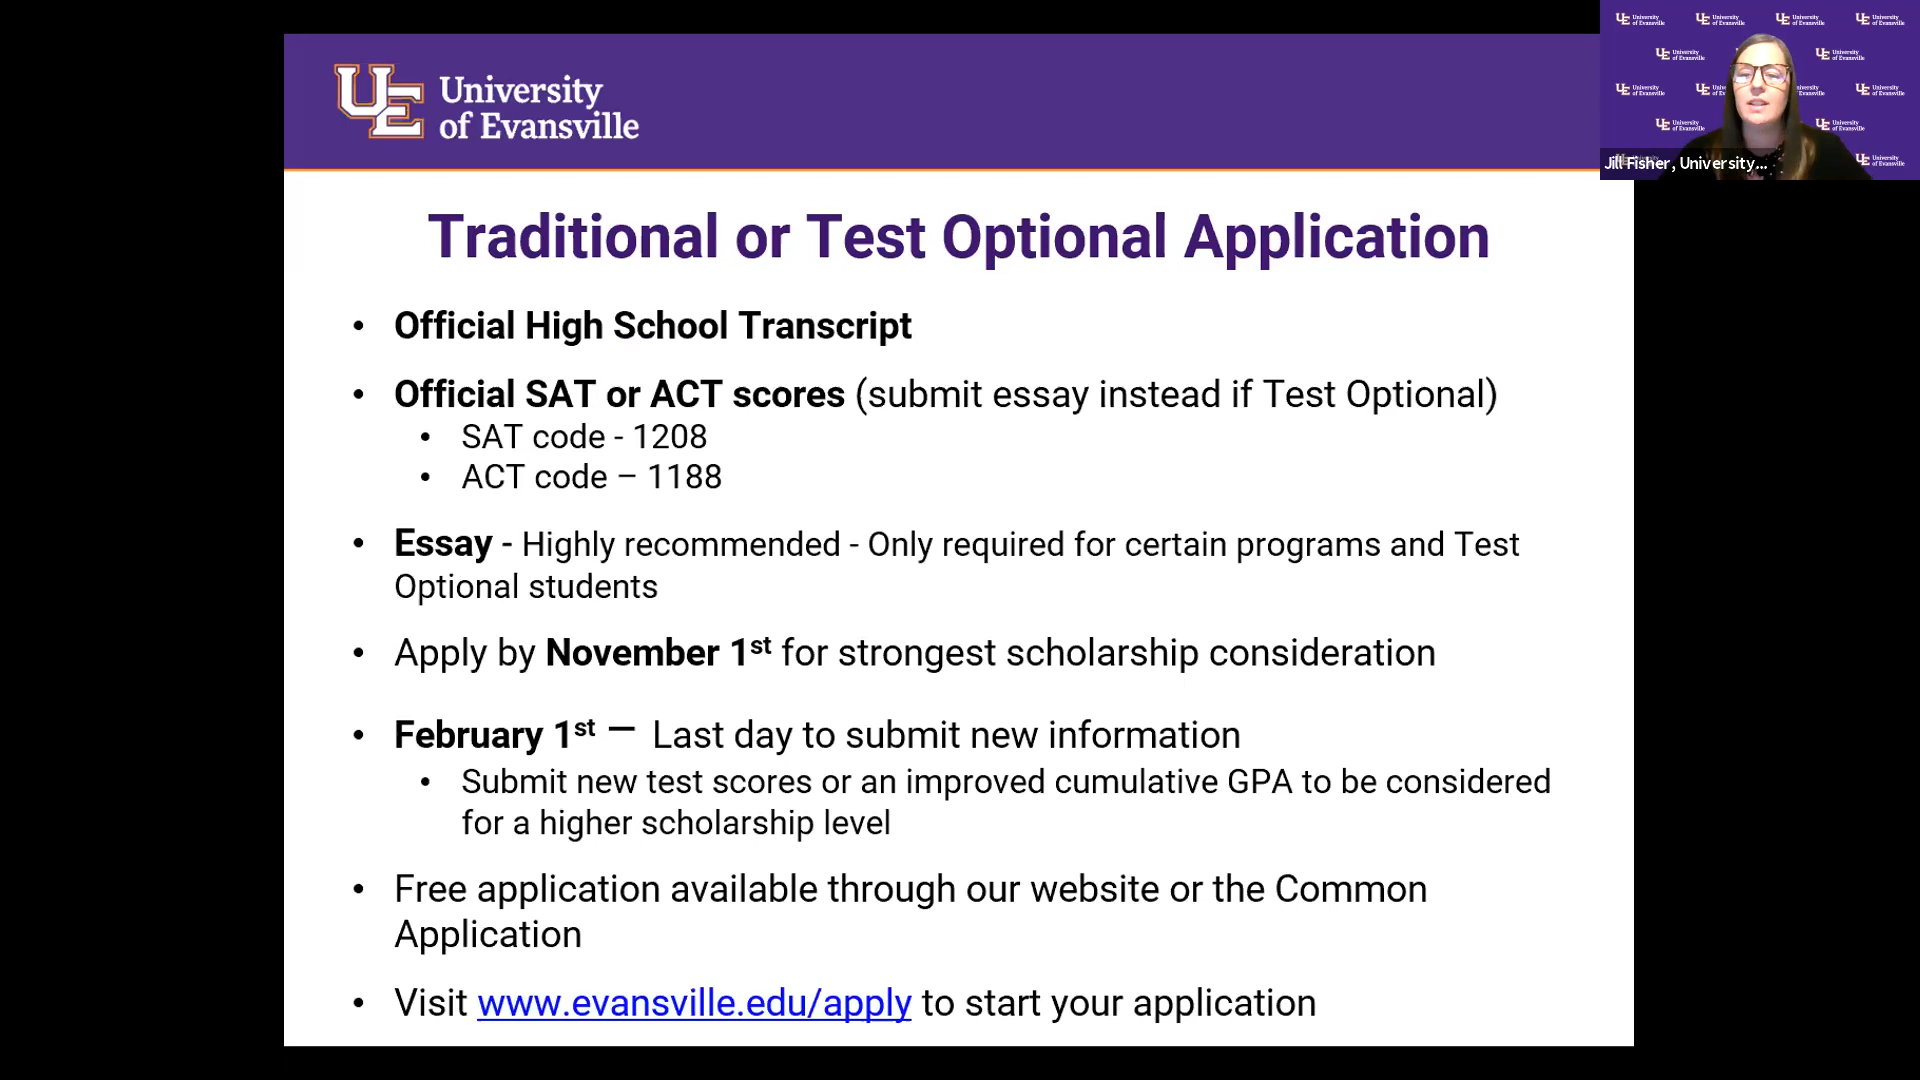 University
of Evansville
Traditional or Test Optional Application
• Official High School Transcript
• Official SAT or ACT scores (submit essay instead if Test Optional)
• SAT code - 1208
• ACT code – 1188
• Essay - Highly recommended - Only required for certain programs and Test
Optional students
• Apply by November 1st for strongest scholarship consideration
• February 1st – Last day to submit new information
• Submit new test scores or an improved cumulative GPA to be considered
for a higher scholarship level
• Free application available through our website or the Common
Application
• Visit www.evansville.edu/apply to start your application
UE University of Evansville
Jill Fisher, University...